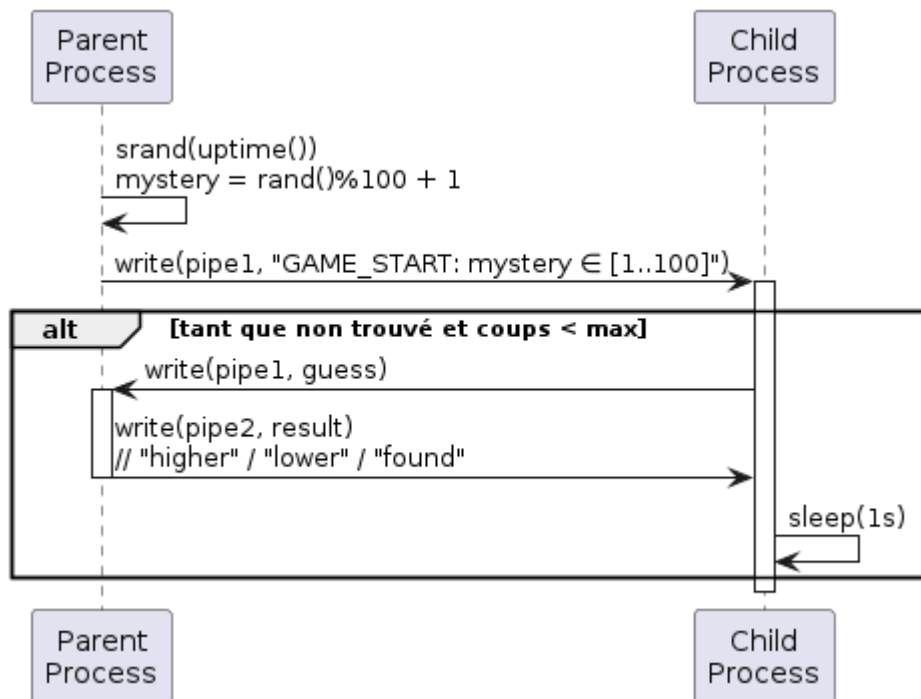 Parent
Process
Child
Process
srand(uptime())
mystery = rand()%100 + 1
write(pipe1, "GAME_START: mystery ∈ [1..100]")
alt
[tant que non trouvé et coups < max]
write(pipe1, guess)
write(pipe2, result)
// "higher" / "lower" / "found"
sleep(1s)
Parent
Process
Child
Process